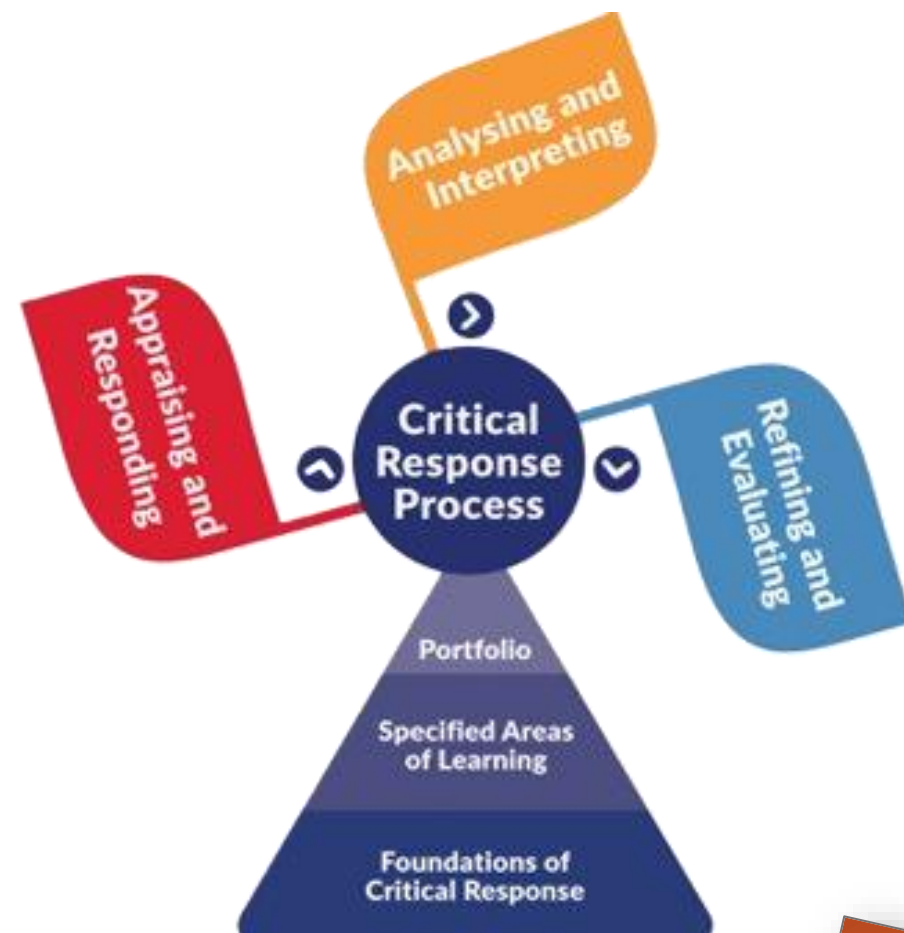 Analysing and
Interpreting
Appraising and
Responding
Critical
Response
Process
Refining and
Evaluating
Portfolio
Specified Areas
of Learning
Foundations of
Critical Response